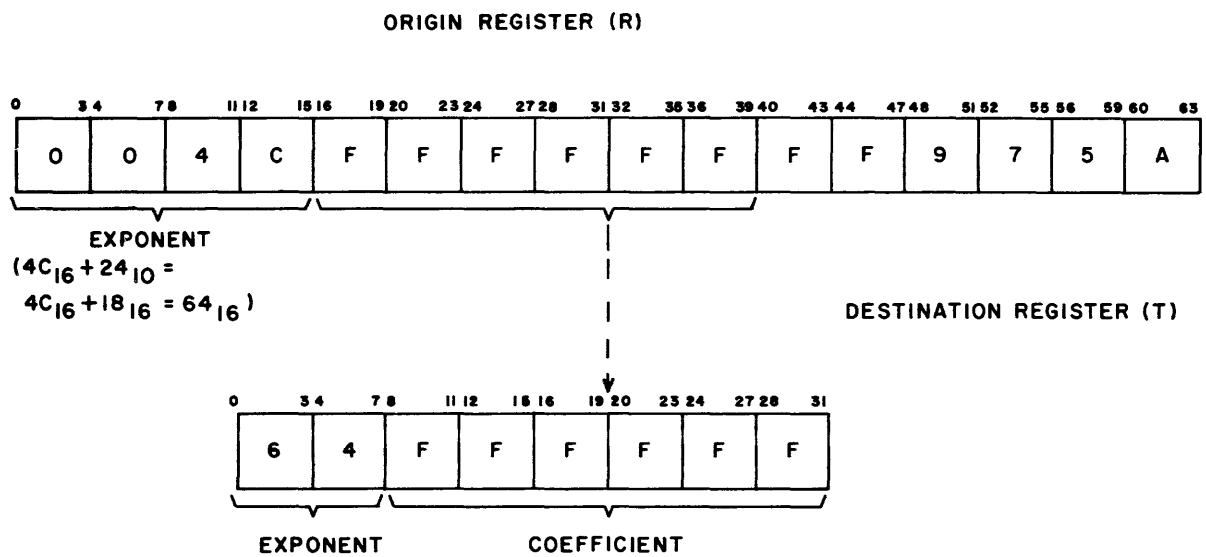 ORIGIN REGISTER (R)
0 3 4 7 8 11 12 15 16 19 20 23 24 27 28 31 32 35 36 39 40 43 44 47 48 51 52 55 56 59 60 63
0 0 4 C F F F F F F F F 9 7 5 A
EXPONENT
(4C16 + 2410 =
4C16 + 1816 = 6416)
DESTINATION REGISTER (T)
0 3 4 7 8 11 12 15 16 19 20 23 24 27 28 31
6 4 F F F F F F
EXPONENT COEFFICIENT